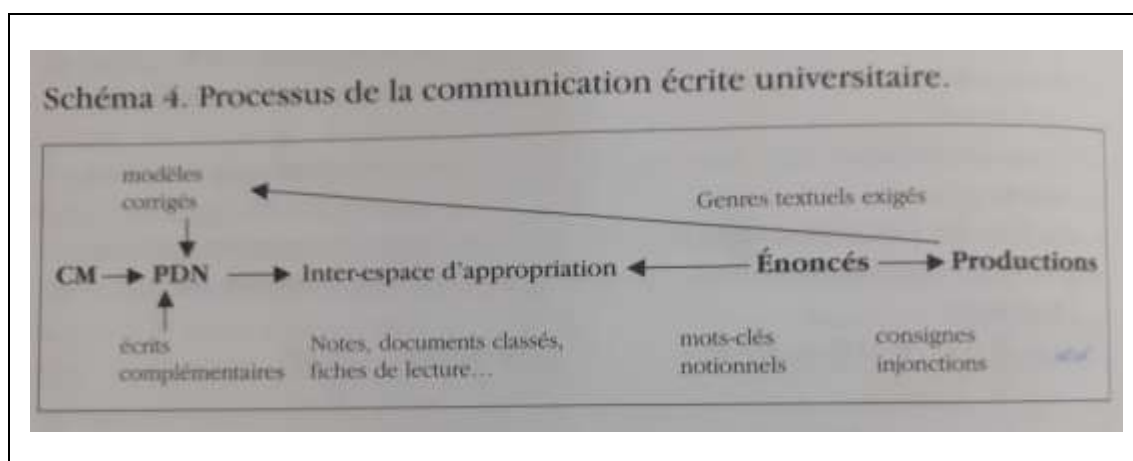 Schéma 4. Processus de la communication écrite universitaire.
modèles
corrigés
Genres textuels exigés
CM PDN Inter-espace d'appropriation Énoncés Productions
écrits
complémentaires
Notes, documents classés,
fiches de lecture...
mots-clés
notionnels
consignes
injonctions